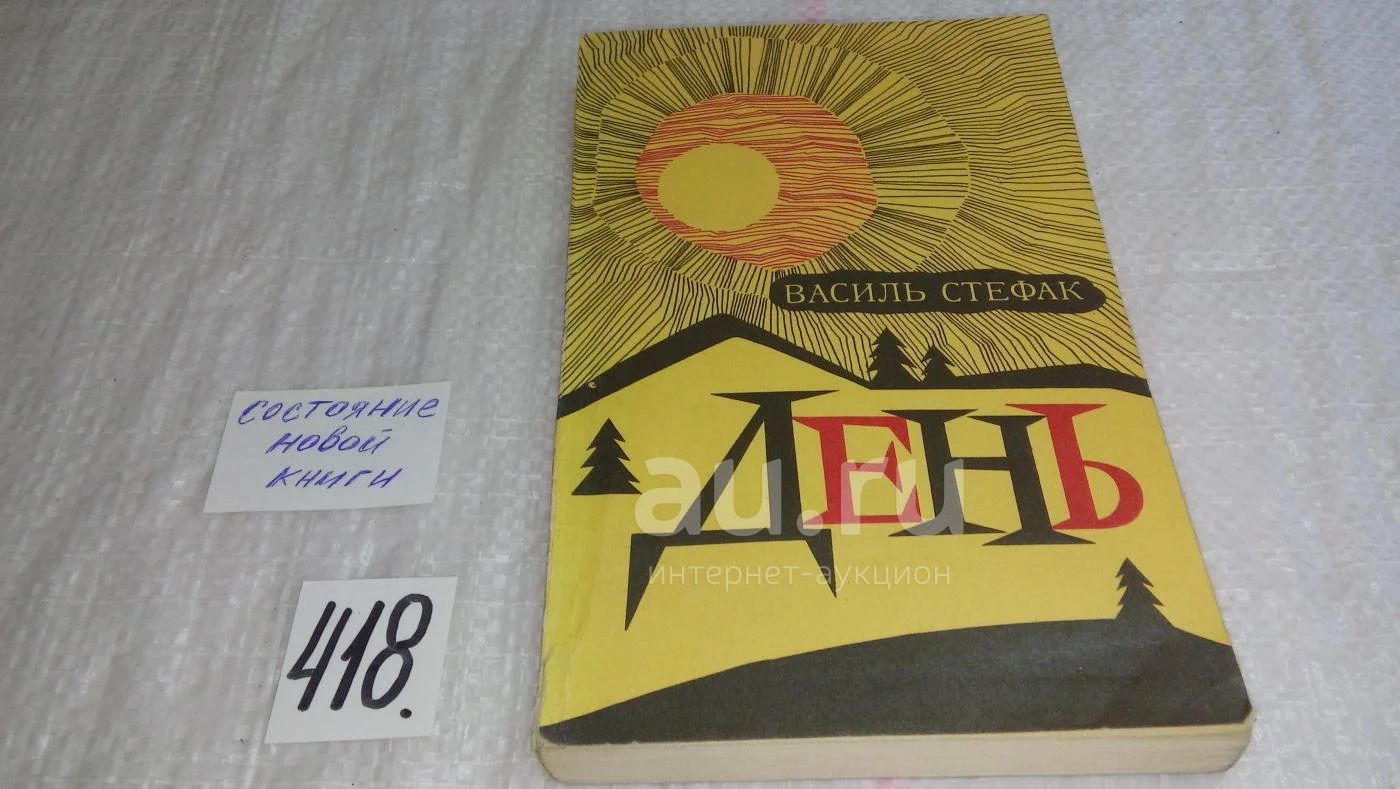 ВАСИЛЬ СТЕФАК
ДЕНЬ
au.ru
интернет-аукцион
состояние
новой
книги
418.